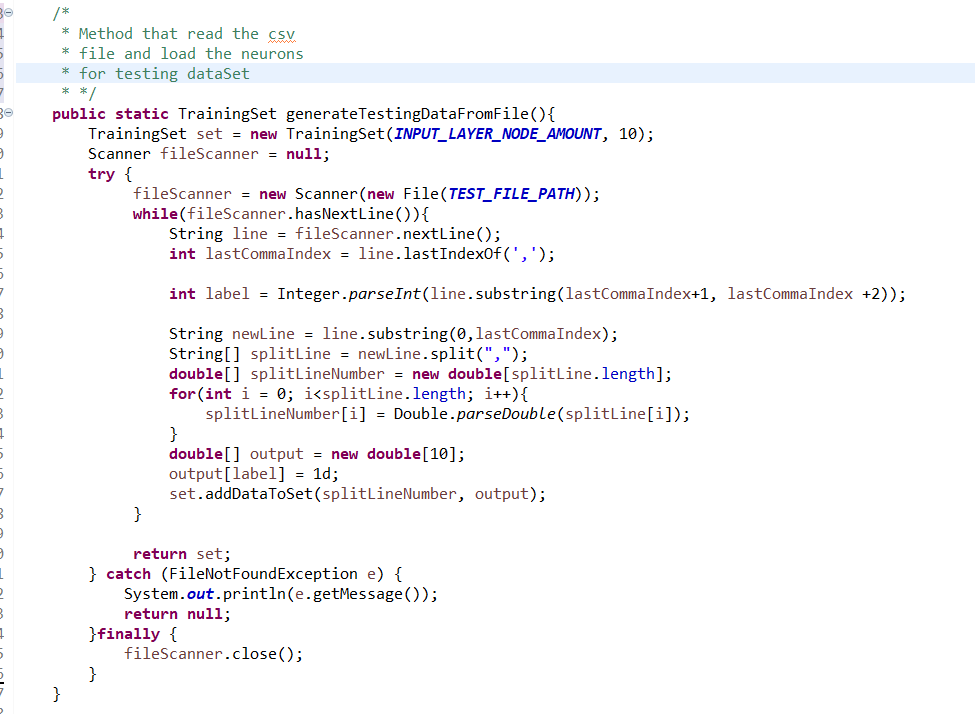 /*
* Method that read the csv
* file and load the neurons
* for testing dataSet
* */
public static TrainingSet generateTestingDataFromFile(){
TrainingSet set = new TrainingSet(INPUT_LAYER_NODE_AMOUNT, 10);
Scanner fileScanner = null;
try {
fileScanner = new Scanner(new File(TEST_FILE_PATH));
while(fileScanner.hasNextLine()){
String line = fileScanner.nextLine();
int lastCommaIndex = line.lastIndexOf(',');
int label = Integer.parseInt(line.substring(lastCommaIndex+1, lastCommaIndex +2));
String newLine = line.substring(0,lastCommaIndex);
String[] splitLine = newLine.split(",");
double[] splitLineNumber = new double[splitLine.length];
for(int i = 0; i<splitLine.length; i++){
splitLineNumber[i] = Double.parseDouble(splitLine[i]);
}
double[] output = new double[10];
output[label] = 1d;
set.addDataToSet(splitLineNumber, output);
}
return set;
} catch (FileNotFoundException e) {
System.out.println(e.getMessage());
return null;
}finally {
fileScanner.close();
}
}